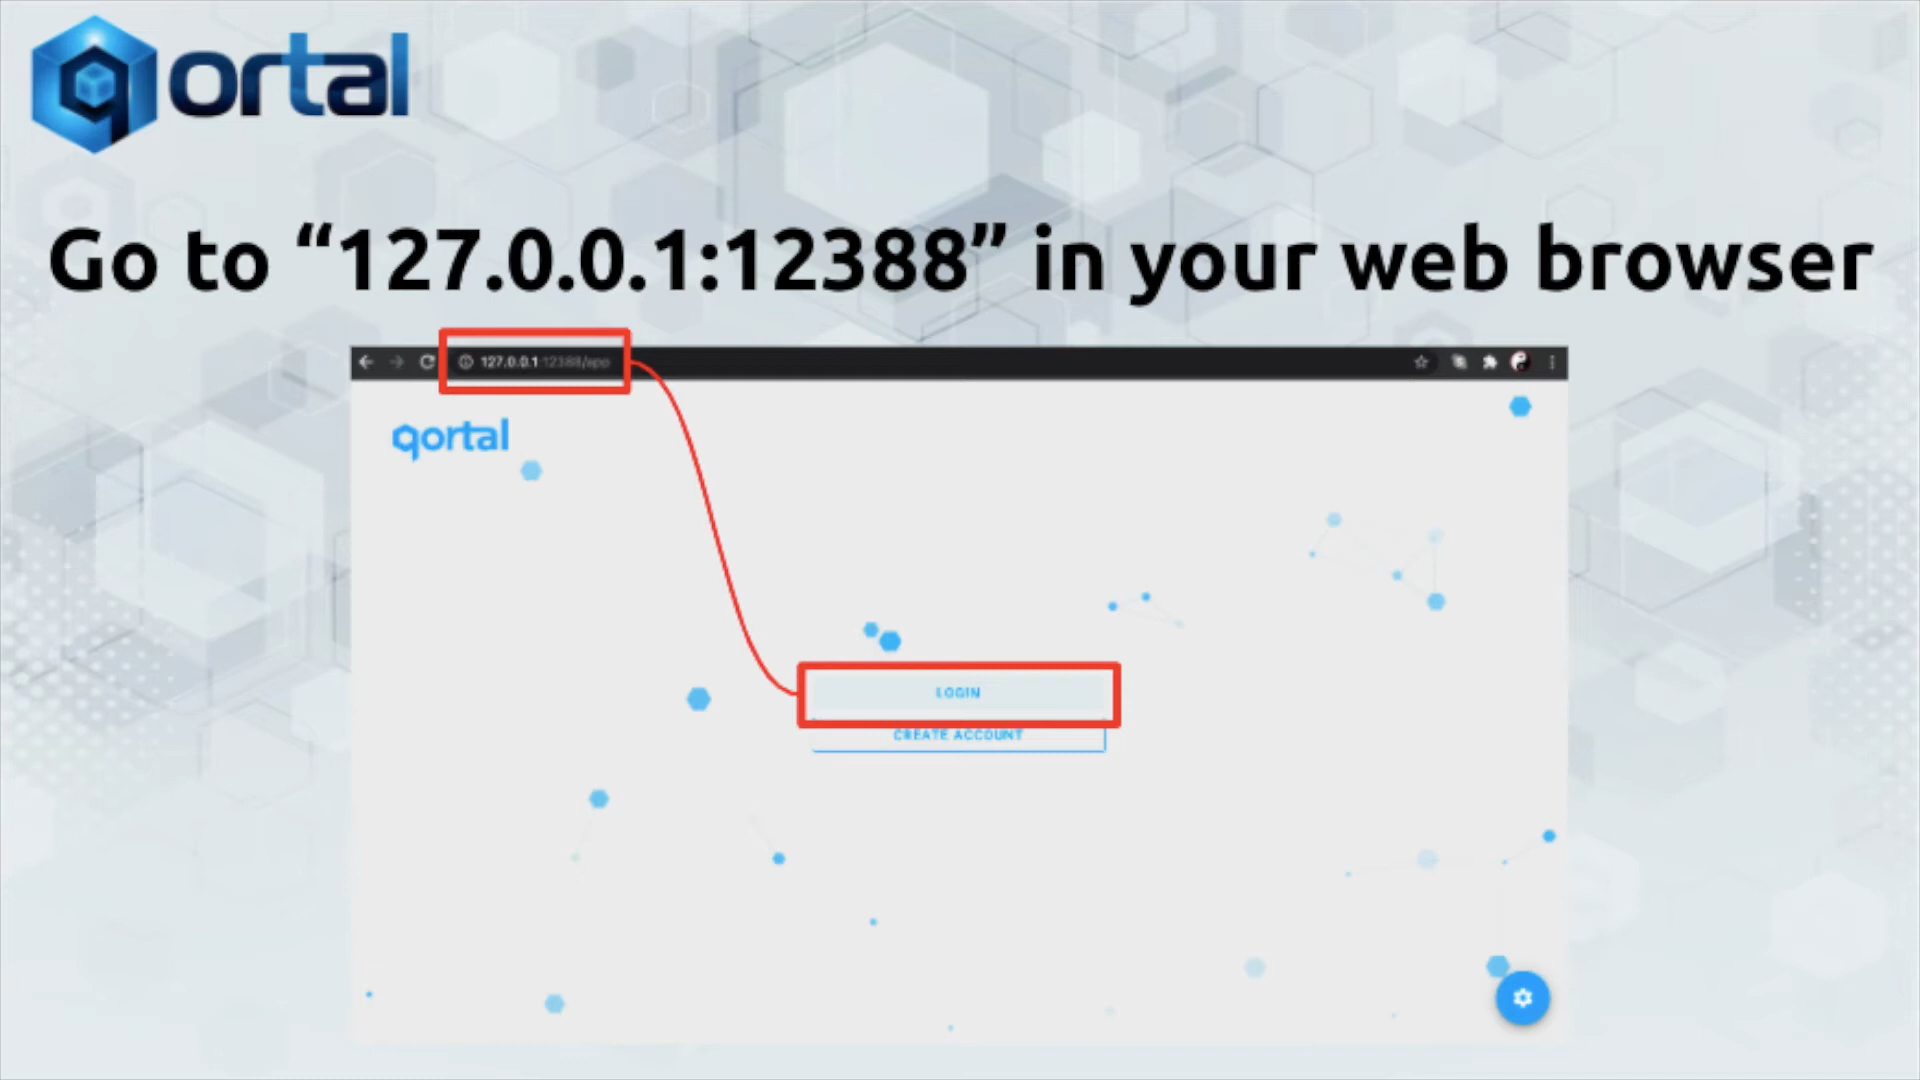 qortal
Go to “127.0.0.1:12388” in your web browser
127.0.0.1:12388/app
qortal
LOGIN
CREATE ACCOUNT